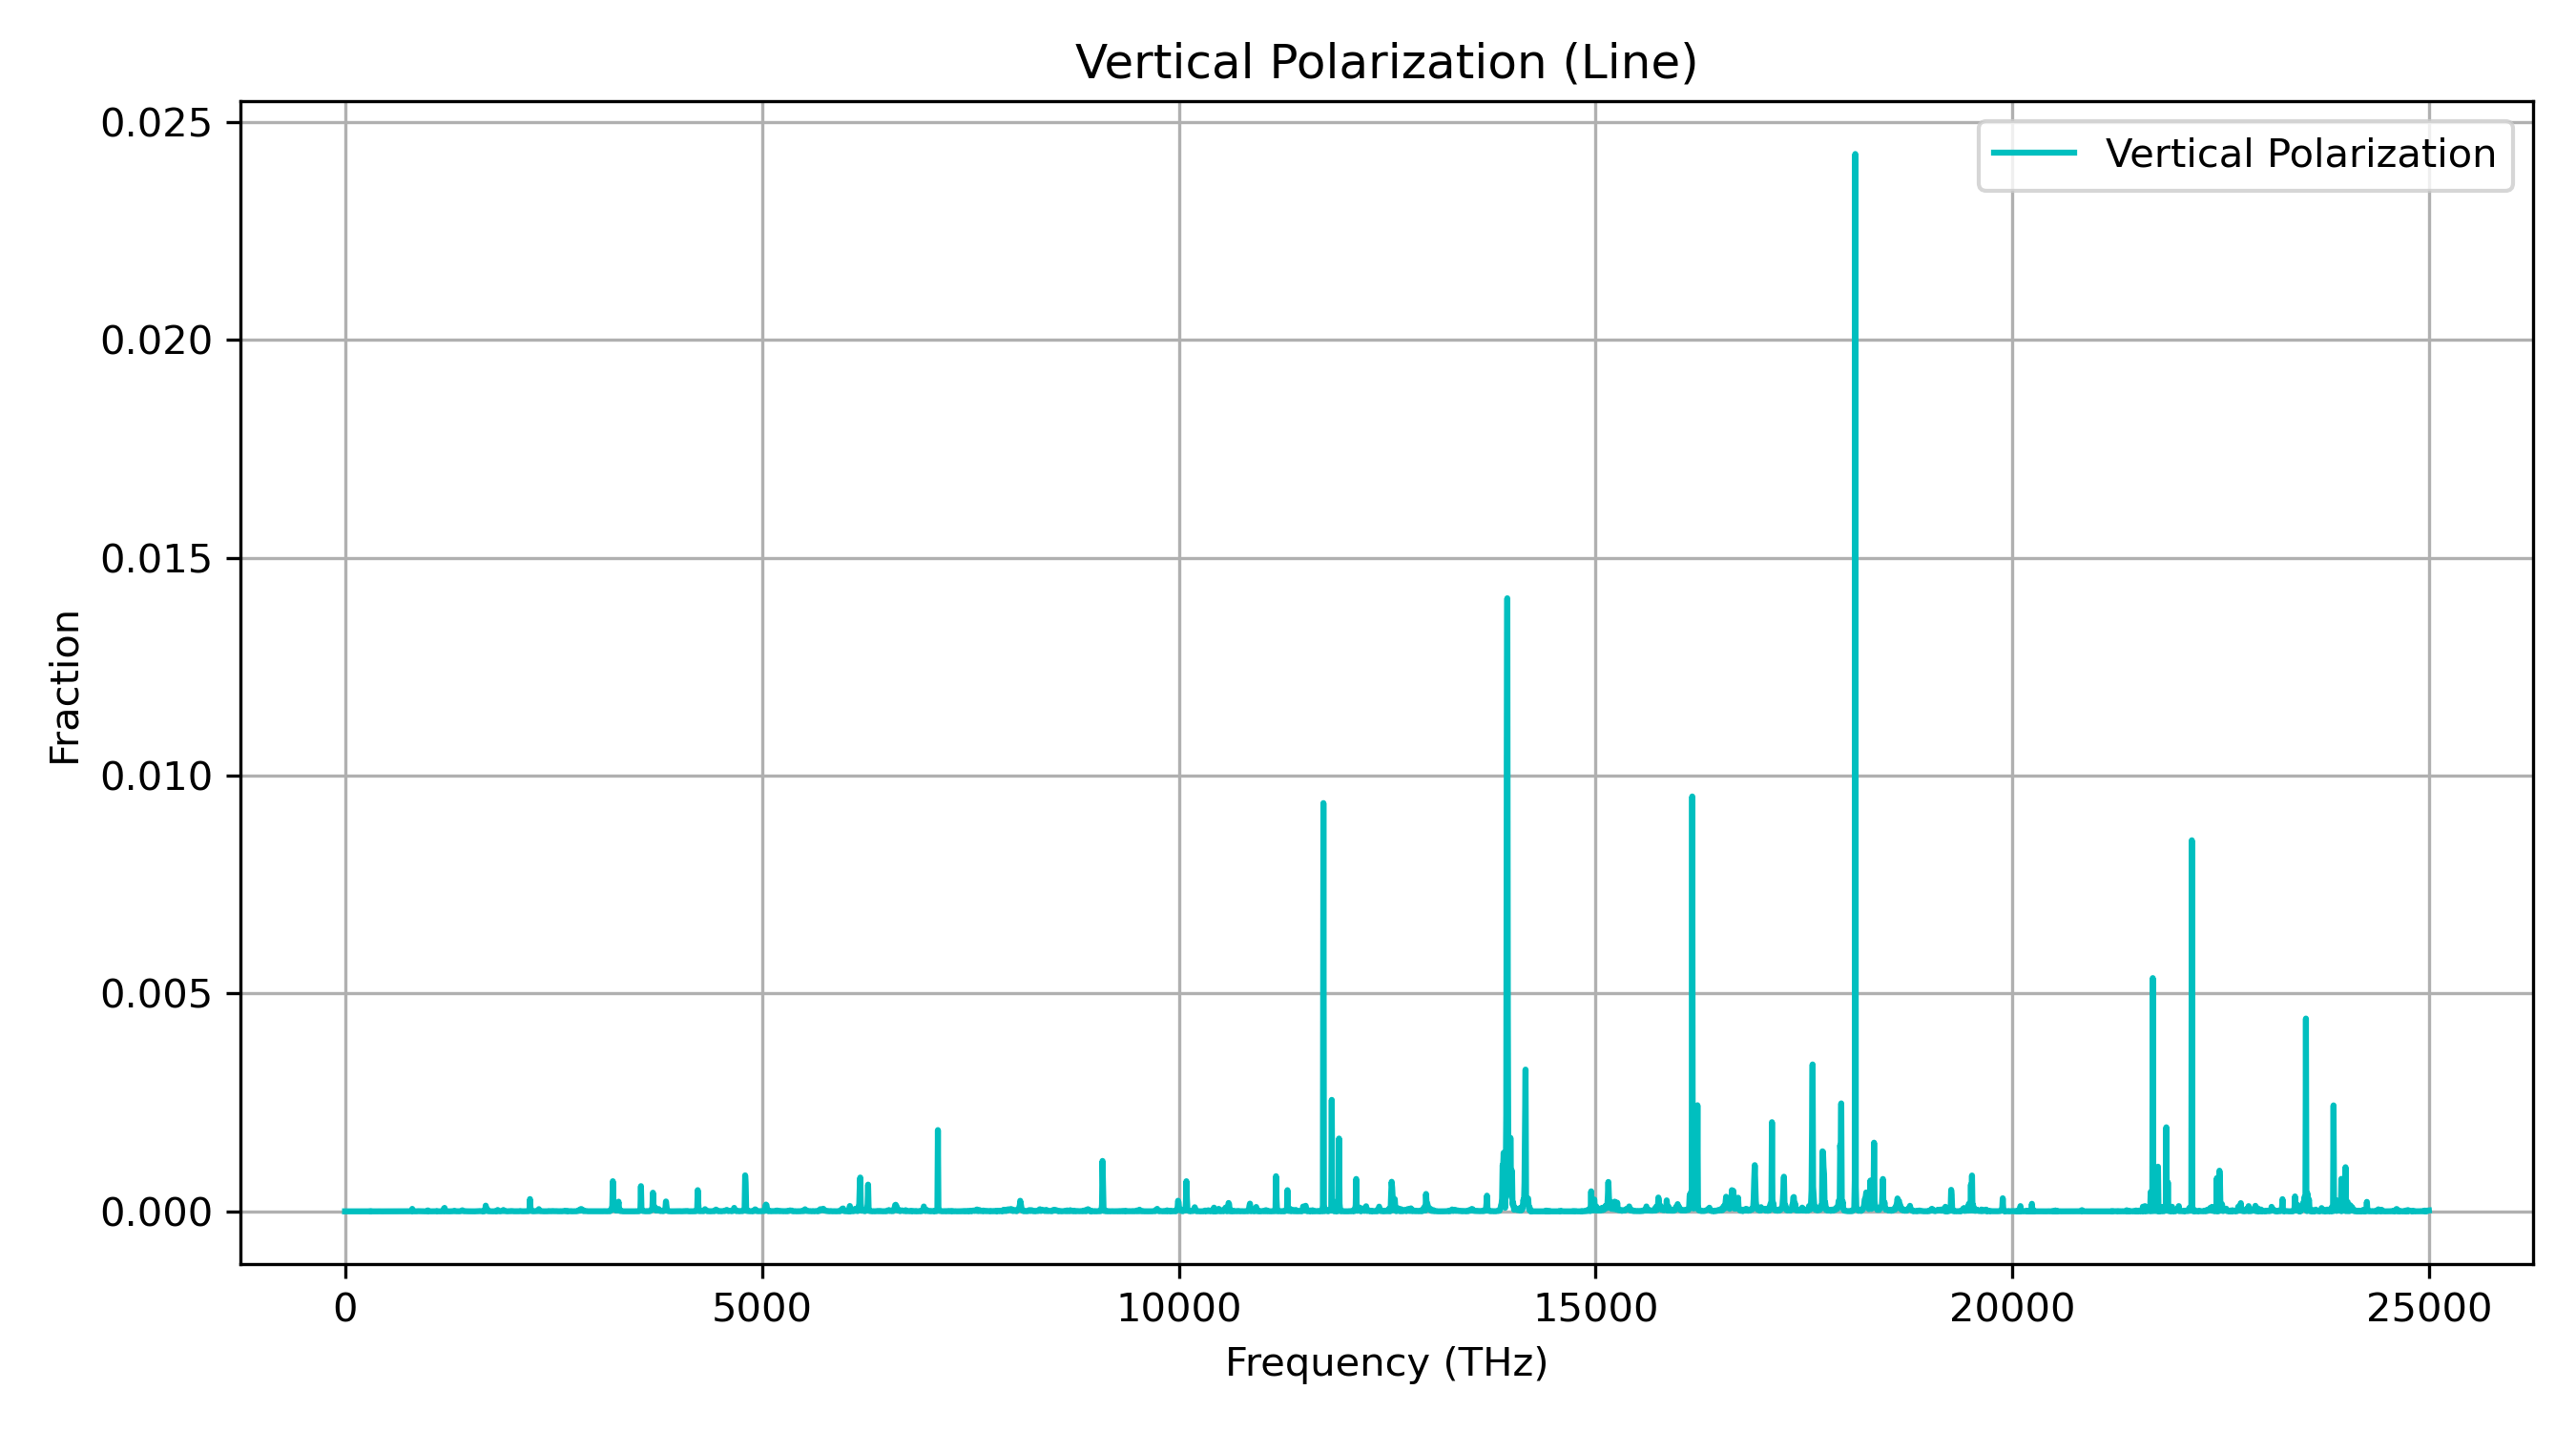 Vertical Polarization (Line)
Vertical Polarization
0.025
0.020
0.015
0.010
0.005
0.000
Fraction
0 5000 10000 15000 20000 25000
Frequency (THz)